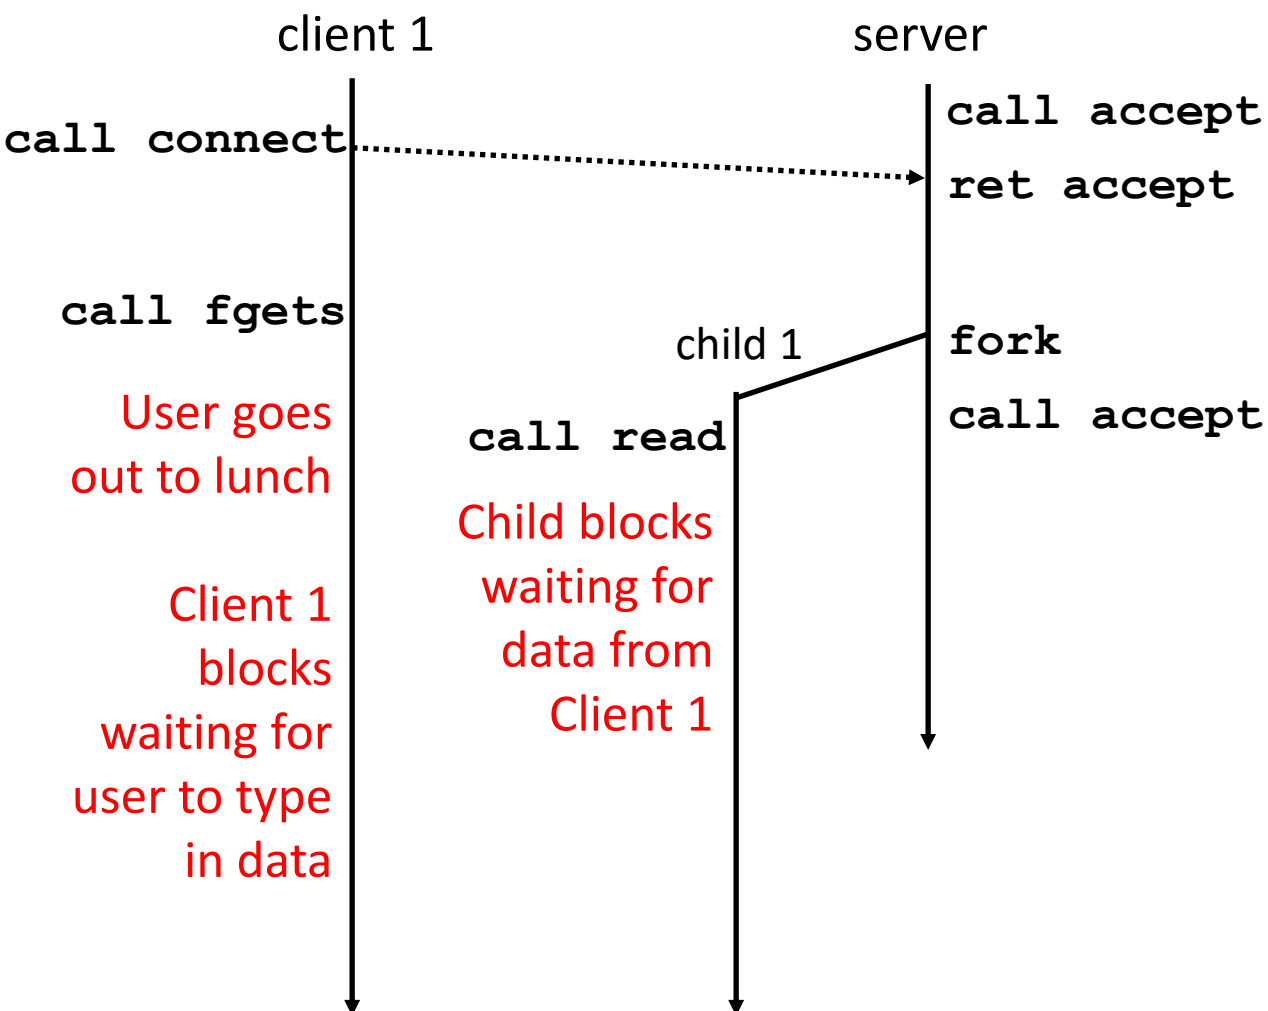 client 1
server
call connect
call accept
ret accept
call fgets
child 1
fork
call accept
call read
User goes
out to lunch
Child blocks
waiting for
data from
Client 1
Client 1
blocks
waiting for
user to type
in data